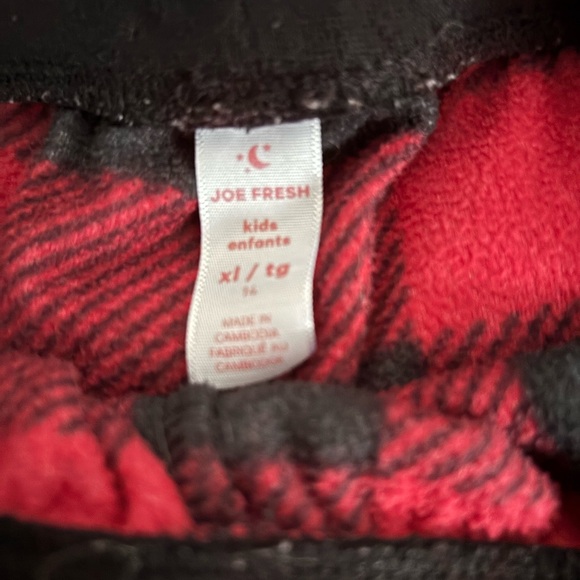 JOE FRESH
kids
enfants
xl / tg
14
MADE IN
CAMBODIA
FABRIQUÉ AU
CAMBODGE